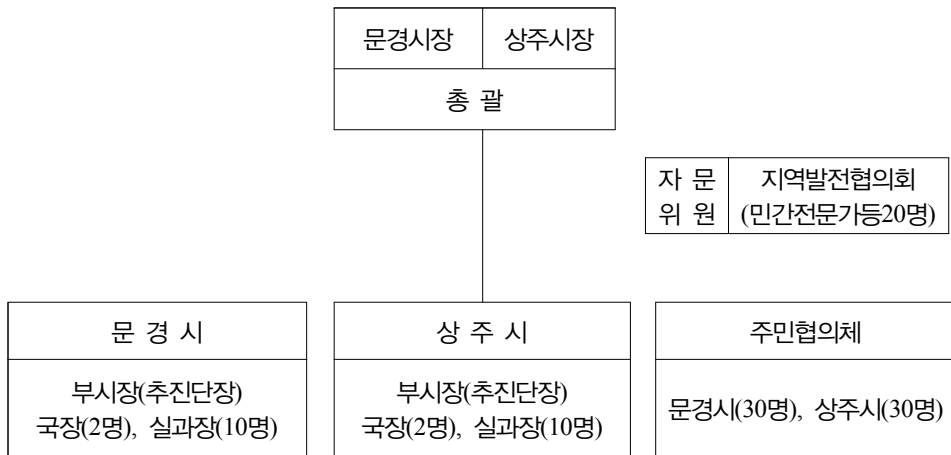 문경시장 상주시장
총 괄
자 문 지역발전협의회
위 원 (민간전문가등20명)
문 경 시
부시장(추진단장)
국장(2명), 실과장(10명)
상 주 시
부시장(추진단장)
국장(2명), 실과장(10명)
주민협의체
문경시(30명), 상주시(30명)